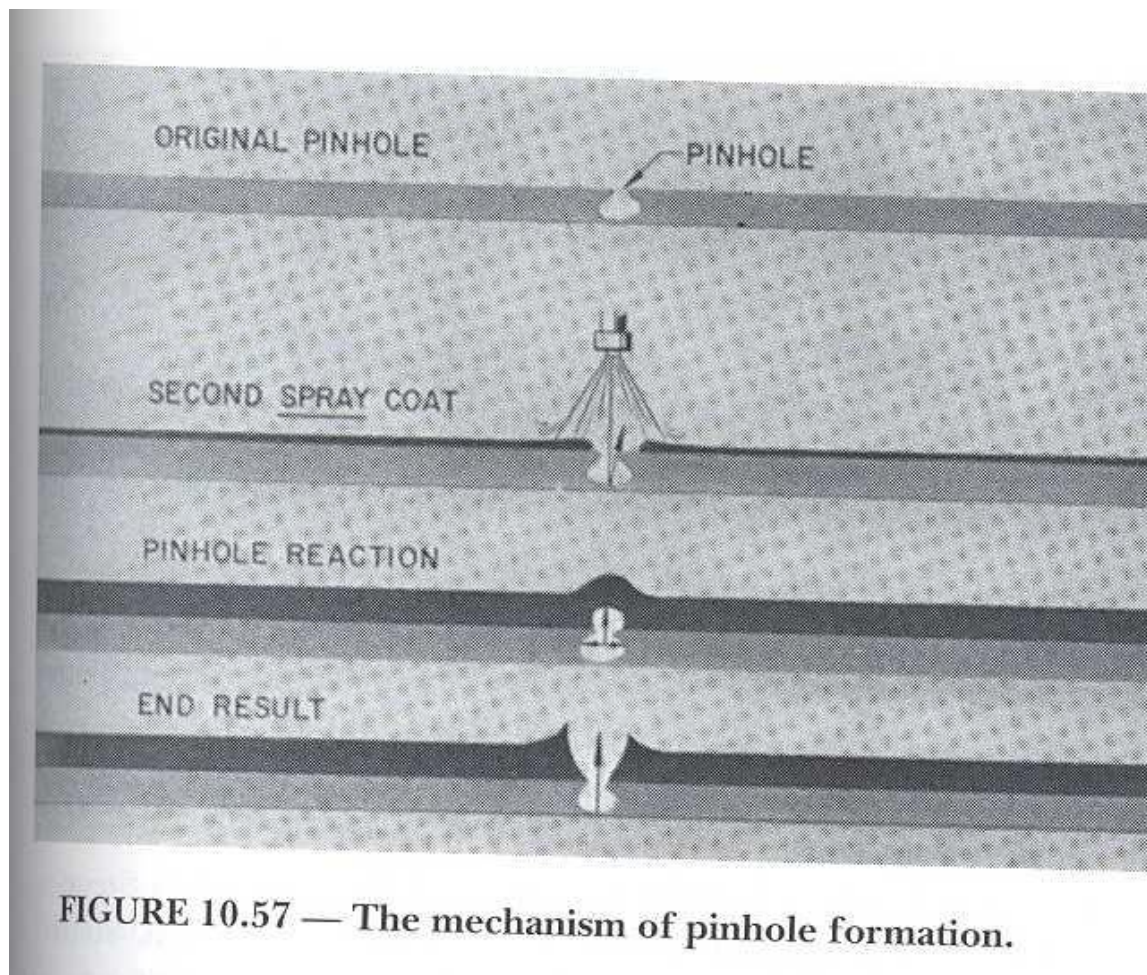 ORIGINAL PINHOLE
PINHOLE
SECOND SPRAY COAT
PINHOLE REACTION
END RESULT
FIGURE 10.57 — The mechanism of pinhole formation.